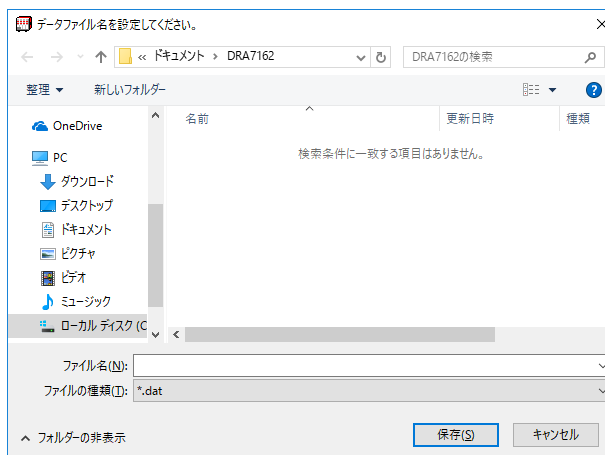 データファイル名を設定してください。
« ドキュメント › DRA7162
DRA7162の検索
整理 新しいフォルダー
?
名前 更新日時 種類
検索条件に一致する項目はありません。
OneDrive
PC
ダウンロード
デスクトップ
ドキュメント
ピクチャ
ビデオ
ミュージック
ローカル ディスク (C
ファイル名(N):
ファイルの種類(T): *.dat
フォルダーの非表示
保存(S) キャンセル